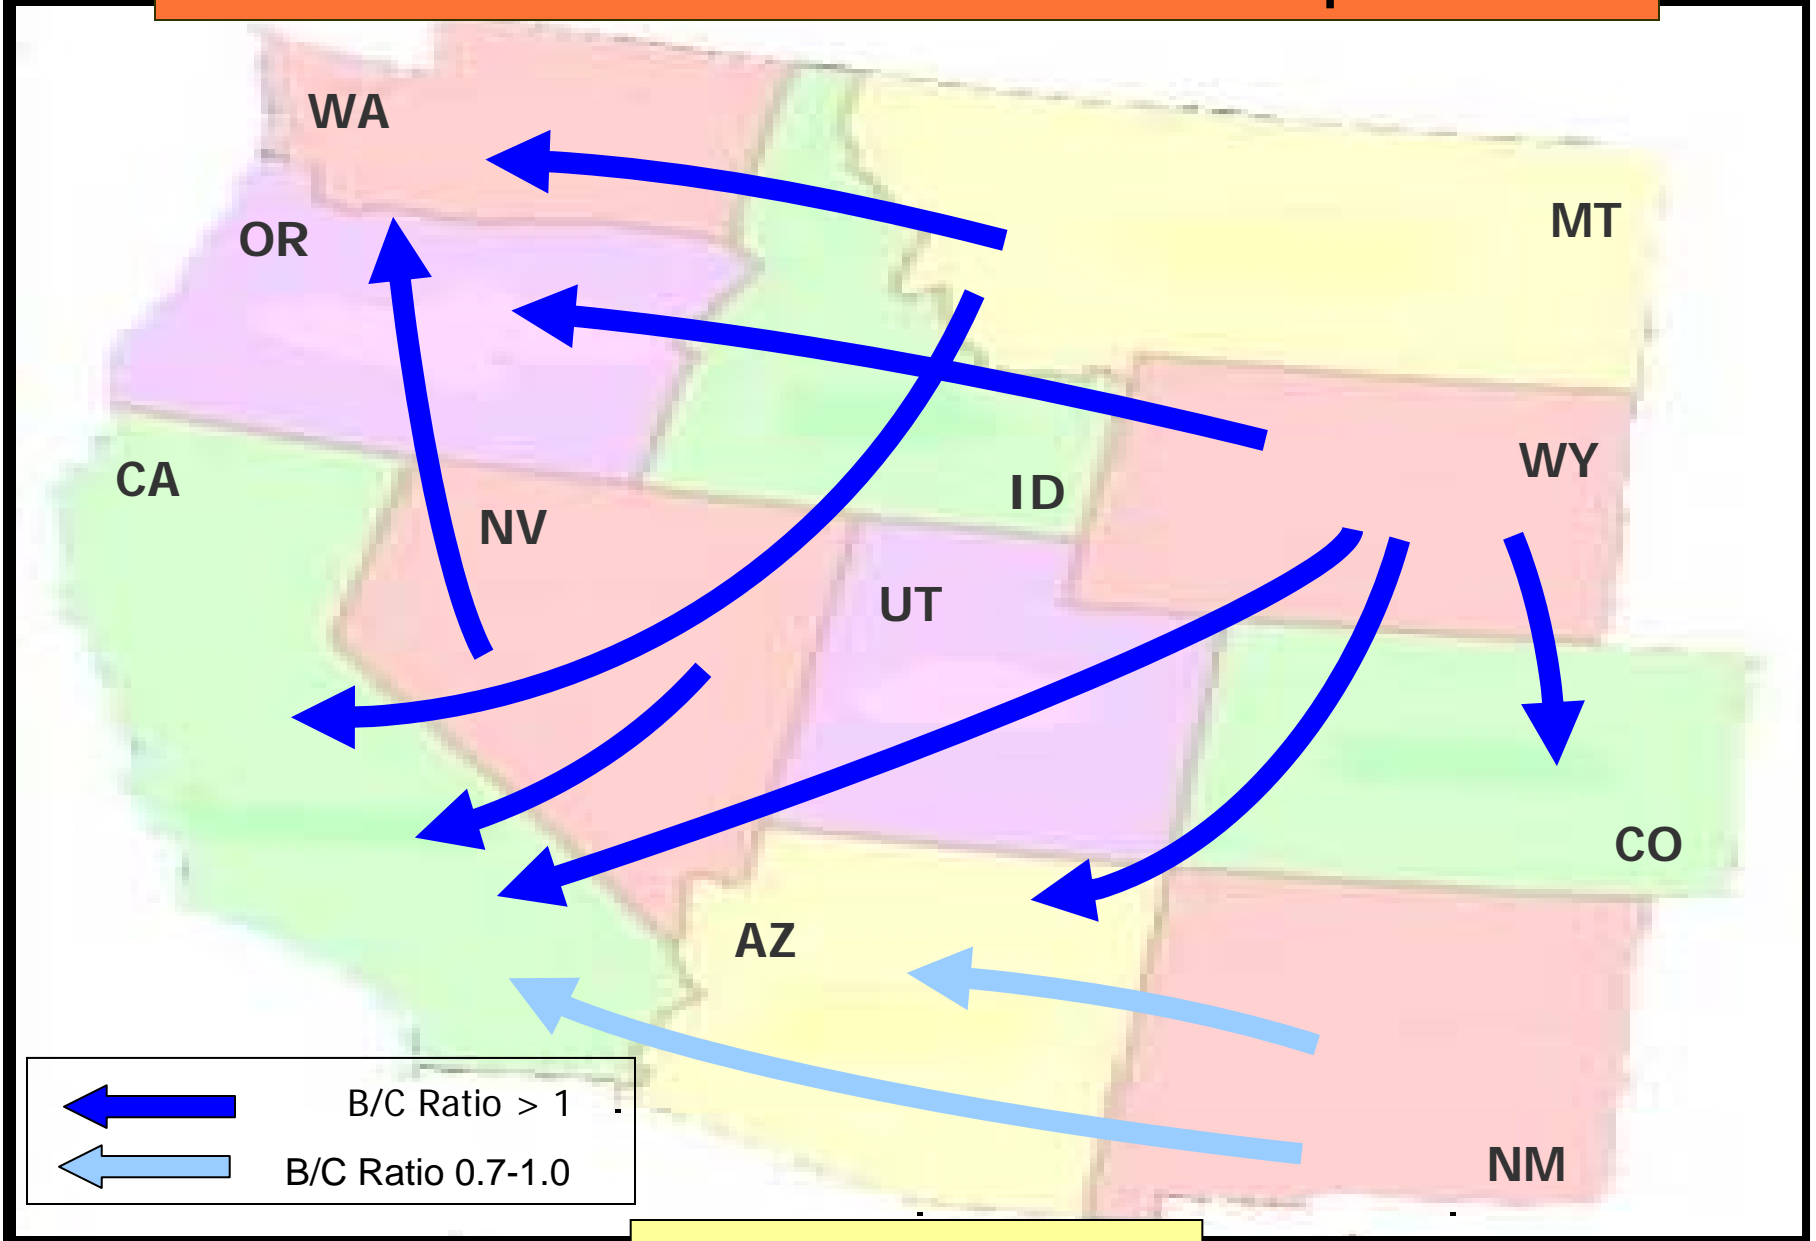 WA
MT
OR
WY
CA
ID
NV
UT
CO
AZ
NM
B/C Ratio > 1
B/C Ratio 0.7-1.0